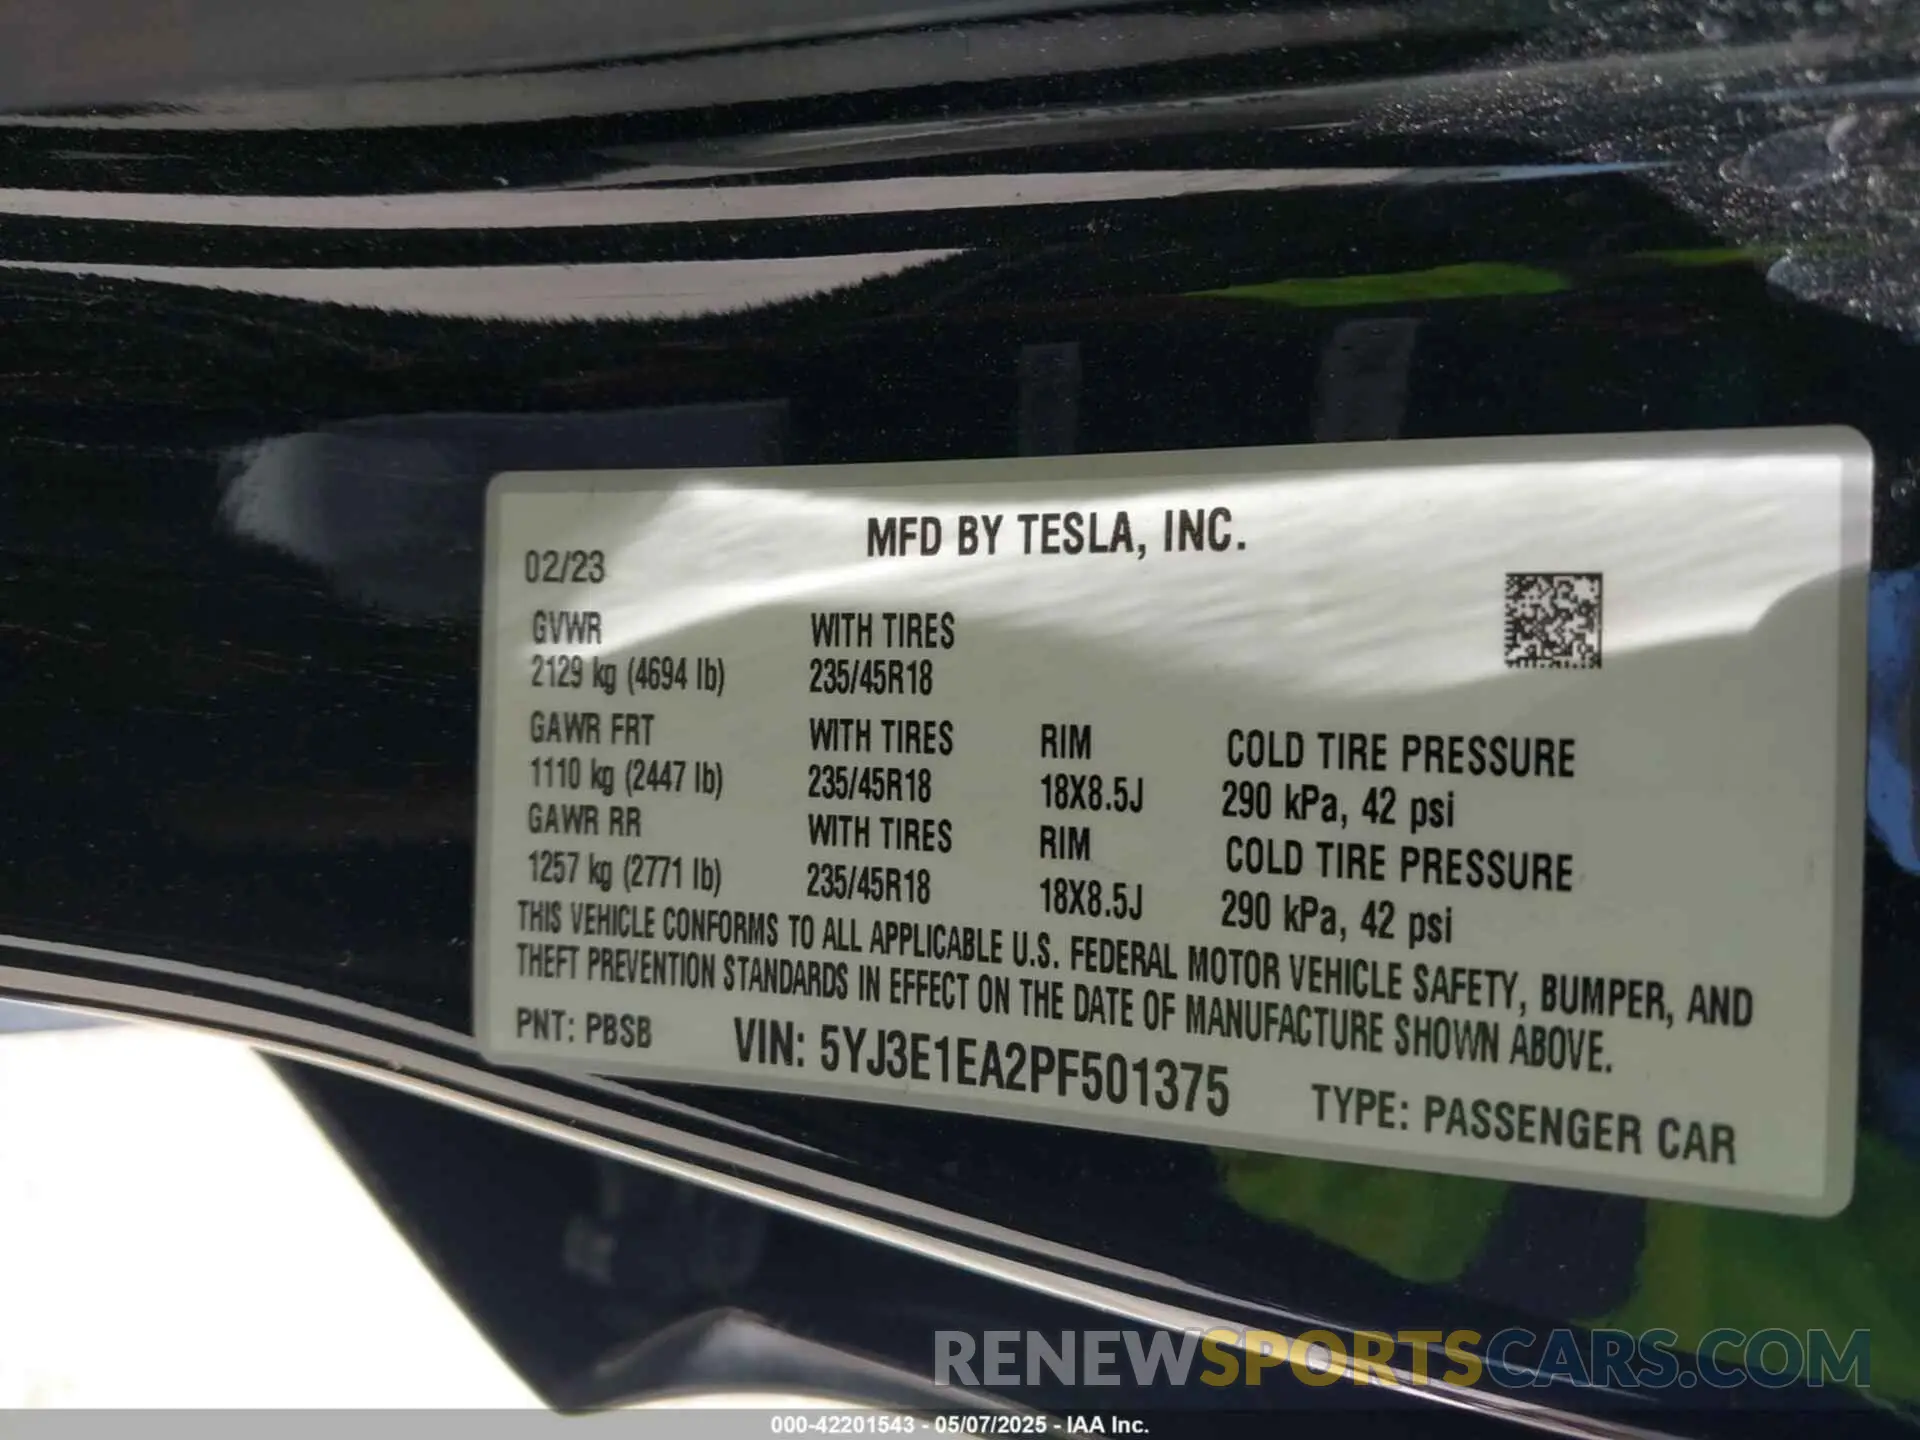 MFD BY TESLA, INC.
02/23
GVWR WITH TIRES
2129 kg (4694 lb) 235/45R18
GAWR FRT WITH TIRES RIM COLD TIRE PRESSURE
1110 kg (2447 lb) 235/45R18 18X8.5J 290 kPa, 42 psi
GAWR RR WITH TIRES RIM COLD TIRE PRESSURE
1257 kg (2771 lb) 235/45R18 18X8.5J 290 kPa, 42 psi
THIS VEHICLE CONFORMS TO ALL APPLICABLE U.S. FEDERAL MOTOR VEHICLE SAFETY, BUMPER, AND
THEFT PREVENTION STANDARDS IN EFFECT ON THE DATE OF MANUFACTURE SHOWN ABOVE.
PNT: PBSB VIN: 5YJ3E1EA2PF501375 TYPE: PASSENGER CAR
RENEWSPORTSCARS.COM
000-42201543 - 05/07/2025 - IAA Inc.